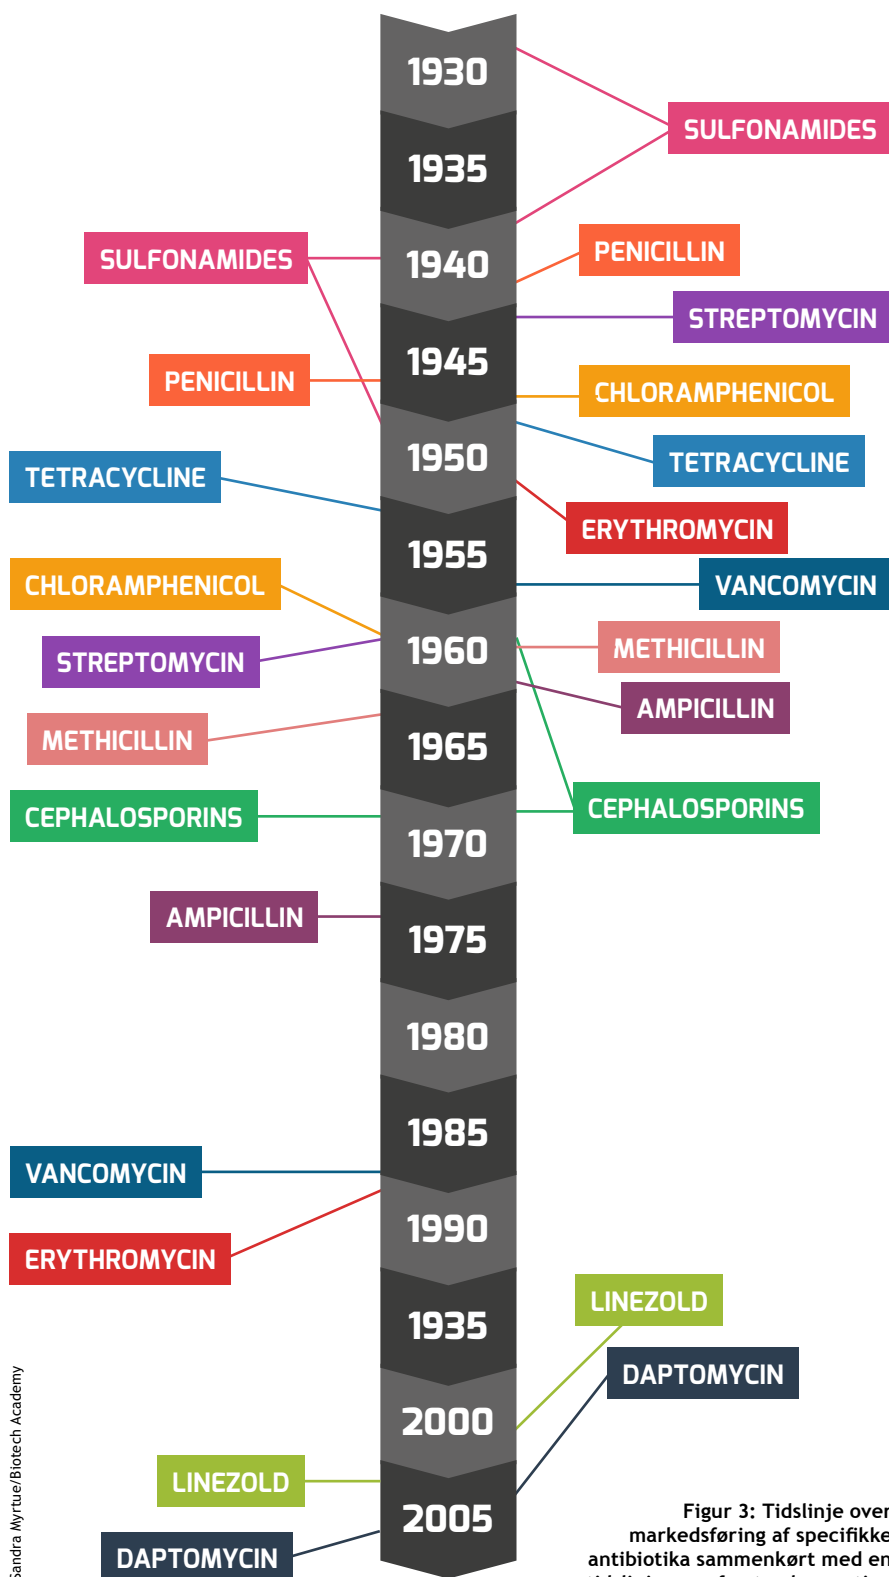 1930
SULFONAMIDES
1935
SULFONAMIDES
1940
PENICILLIN
STREPTOMYCIN
1945
PENICILLIN
CHLORAMPHENICOL
1950
TETRACYCLINE
TETRACYCLINE
ERYTHROMYCIN
1955
CHLORAMPHENICOL
VANCOMYCIN
STREPTOMYCIN
1960
METHICILLIN
AMPICILLIN
METHICILLIN
1965
CEPHALOSPORINS
CEPHALOSPORINS
1970
AMPICILLIN
1975
1980
1985
VANCOMYCIN
1990
ERYTHROMYCIN
LINEZOLD
1935
DAPTOMYCIN
2000
LINEZOLD
2005
DAPTOMYCIN
Sandra Myrtue/Biotech Academy
Figur 3: Tidslinje over
markedsføring af specifikke
antibiotika sammenkørt med en